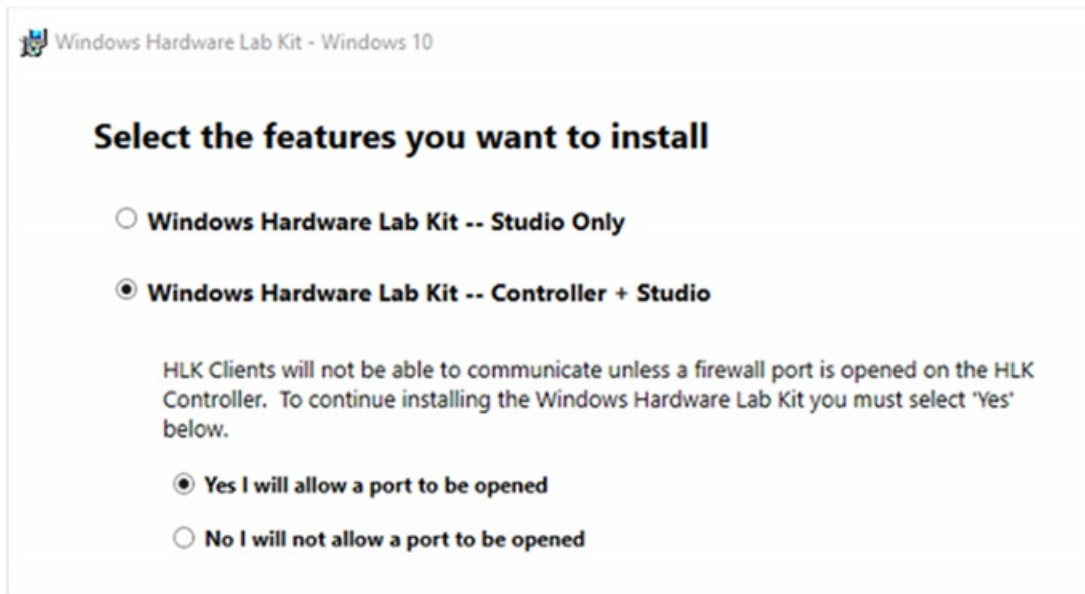 Windows Hardware Lab Kit - Windows 10
Select the features you want to install
Windows Hardware Lab Kit -- Studio Only
Windows Hardware Lab Kit -- Controller + Studio
HLK Clients will not be able to communicate unless a firewall port is opened on the HLK
Controller.  To continue installing the Windows Hardware Lab Kit you must select 'Yes'
below.
Yes I will allow a port to be opened
No I will not allow a port to be opened